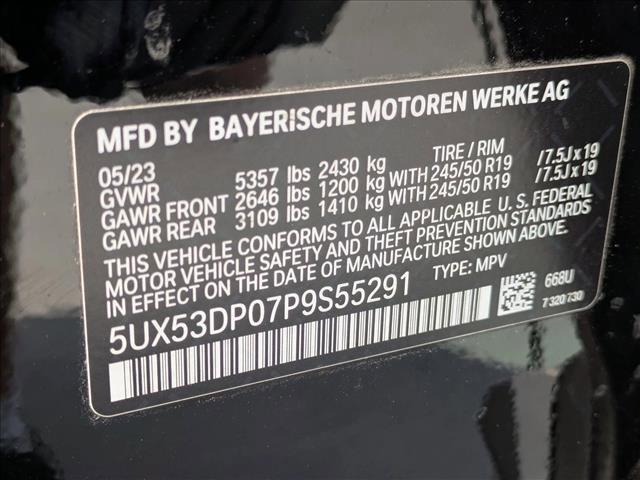 MFD BY BAYERISCHE MOTOREN WERKE AG
05/23 TIRE / RIM
GVWR 5357 lbs 2430 kg
GAWR FRONT 2646 lbs 1200 kg WITH 245/50 R19 / 7.5J x 19
GAWR REAR 3109 lbs 1410 kg WITH 245/50 R19 / 7.5J x 19
THIS VEHICLE CONFORMS TO ALL APPLICABLE U. S. FEDERAL
MOTOR VEHICLE SAFETY AND THEFT PREVENTION STANDARDS
IN EFFECT ON THE DATE OF MANUFACTURE SHOWN ABOVE.
5UX53DP07P9S55291 TYPE: MPV
668U
7 320 730